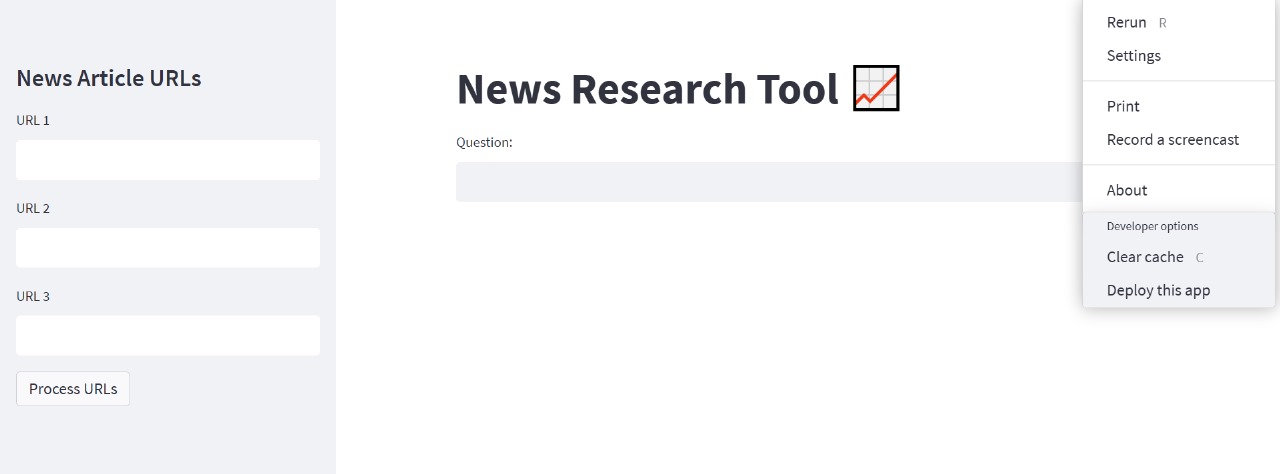 News Article URLs
URL 1
URL 2
URL 3
Process URLs
News Research Tool
Question:
Rerun R
Settings
Print
Record a screencast
About
Developer options
Clear cache C
Deploy this app